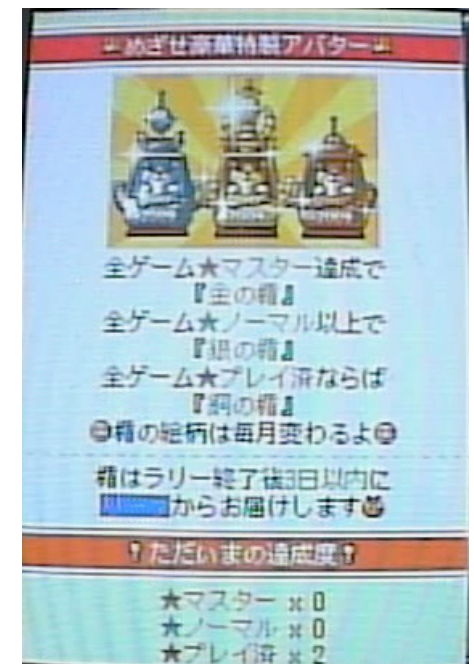 めざせ豪華特製アバター
全ゲーム★マスター達成で
『金の楯』
全ゲーム★ノーマル以上で
『銀の楯』
全ゲーム★プレイ済ならば
『銅の楯』
楯の絵柄は毎月変わるよ
楯はラリー終了後3日以内に
からお届けします
ただいまの達成度
★マスター x 0
★ノーマル x 0
★プレイ済 x 2